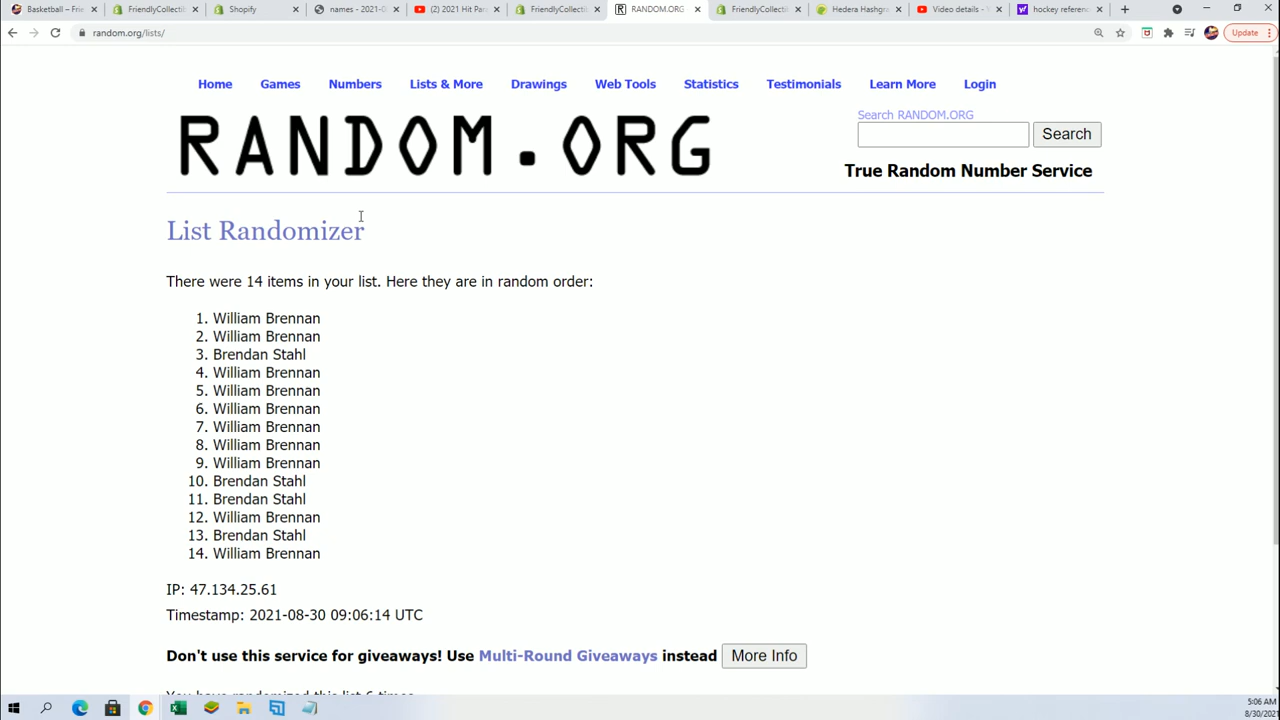 Basketball – Frie
FriendlyCollectib
Shopify
names - 2021-0
(2) 2021 Hit Para
FriendlyCollectib
RANDOM.ORG
FriendlyCollectib
Hedera Hashgra
Video details - Y
hockey referenc
random.org/lists/
Update
Home Games Numbers Lists & More Drawings Web Tools Statistics Testimonials Learn More Login
RANDOM.ORG
Search RANDOM.ORG
Search
True Random Number Service
List Randomizer
There were 14 items in your list. Here they are in random order:
1. William Brennan
2. William Brennan
3. Brendan Stahl
4. William Brennan
5. William Brennan
6. William Brennan
7. William Brennan
8. William Brennan
9. William Brennan
10. Brendan Stahl
11. Brendan Stahl
12. William Brennan
13. Brendan Stahl
14. William Brennan
IP: 47.134.25.61
Timestamp: 2021-08-30 09:06:14 UTC
Don't use this service for giveaways! Use Multi-Round Giveaways instead More Info
You have randomized this list 6 times
5:06 AM
8/30/2021